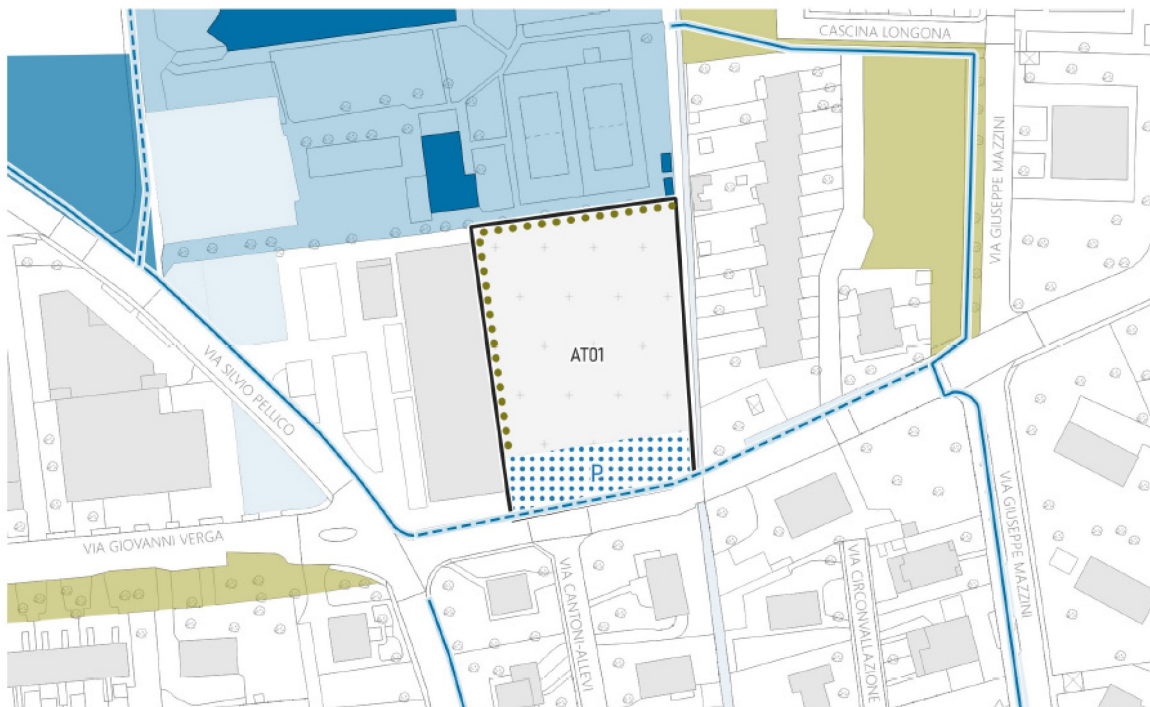 CASCINA LONGONA
VIA GIUSEPPE MAZZINI
VIA SILVIO PELLICO
AT01
P
VIA GIOVANNI VERGA
VIA CANTONI-ALLEVI
VIA CIRCONVALLAZIONE
VIA GIUSEPPE MAZZINI